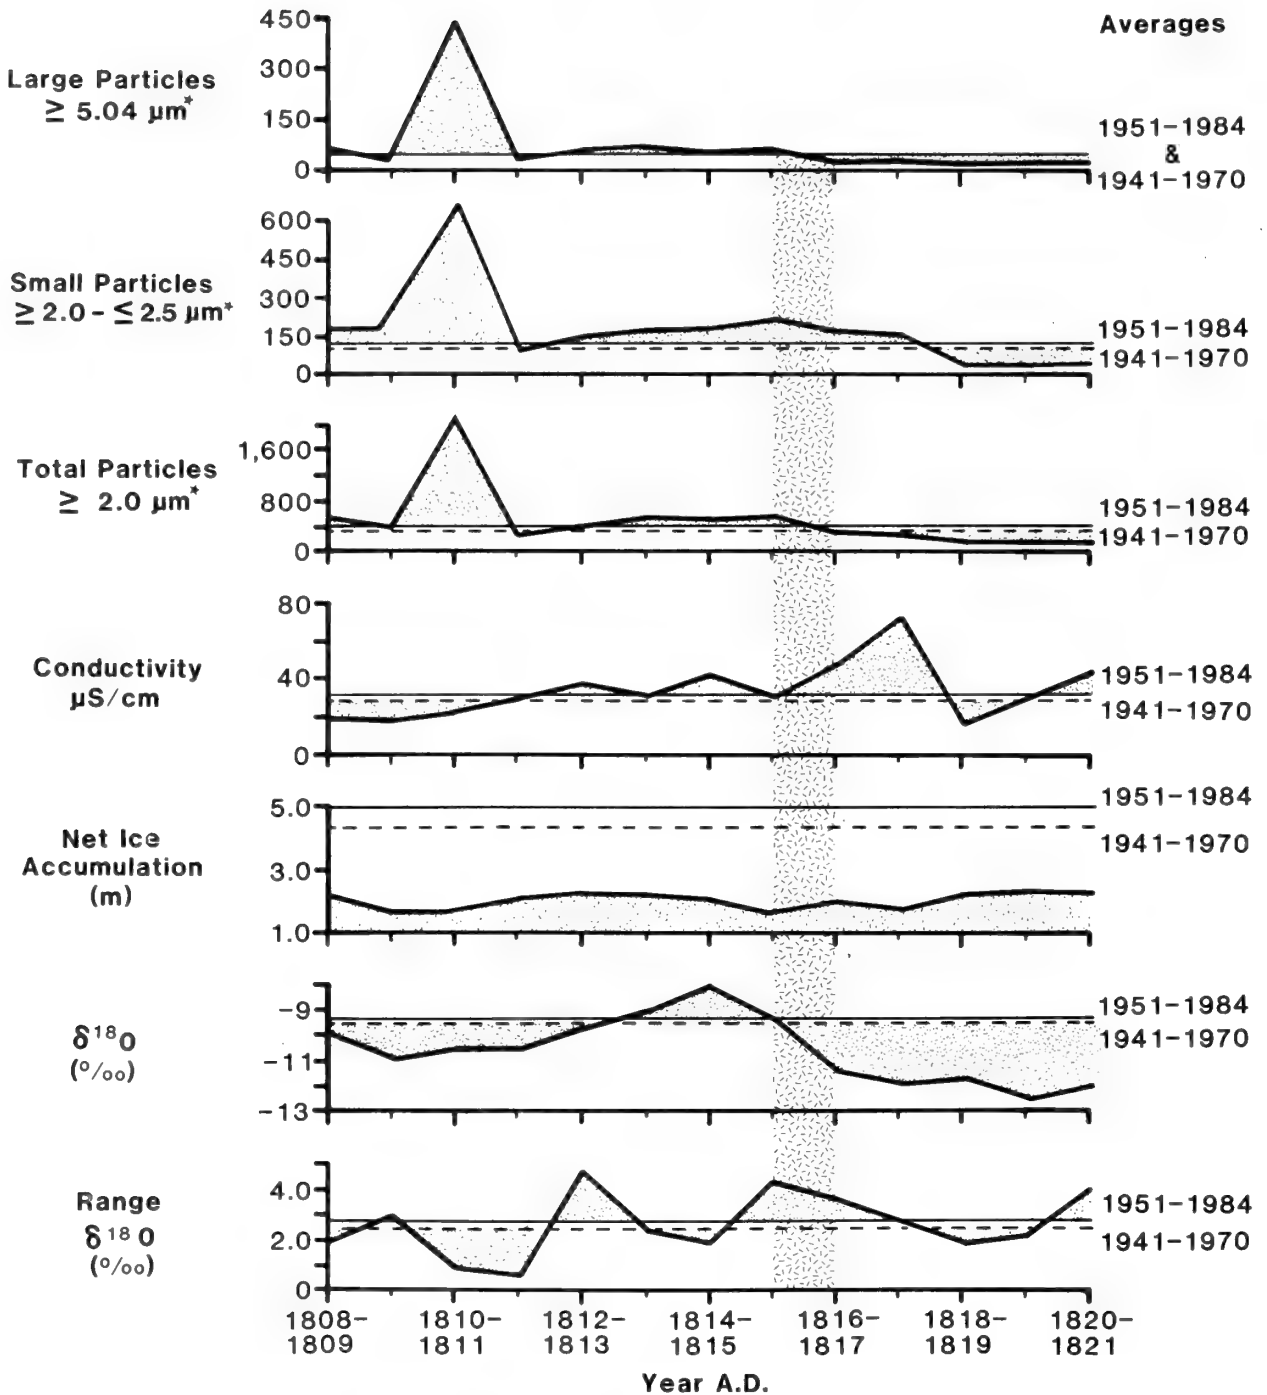 Averages
Large Particles
≥ 5.04 µm*
450
300
150
0
1951-1984
&
1941-1970
Small Particles
≥2.0-≤2.5 µm*
600
450
300
150
0
1951-1984
1941-1970
Total Particles
≥ 2.0 µm*
1,600
800
0
1951-1984
1941-1970
Conductivity
µS/cm
80
40
0
1951-1984
1941-1970
Net Ice
Accumulation
(m)
5.0
3.0
1.0
1951-1984
1941-1970
δ¹⁸O
(º/₀₀)
-9
-11
-13
1951-1984
1941-1970
Range
δ¹⁸O
(º/₀₀)
4.0
2.0
0
1951-1984
1941-1970
1808- 1810- 1812- 1814- 1816- 1818- 1820-
1809 1811 1813 1815 1817 1819 1821
Year A.D.